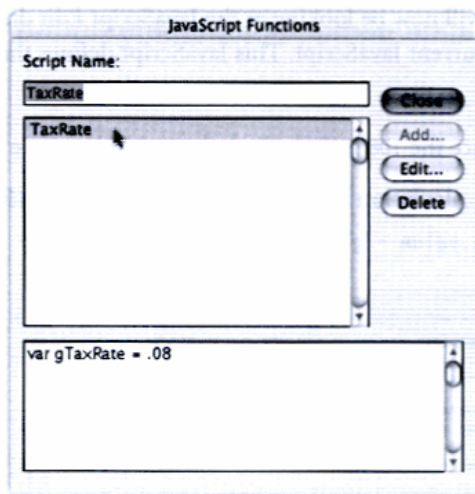 JavaScript Functions
Script Name:
TaxRate
Close
TaxRate
Add...
Edit...
Delete
var gTaxRate = .08